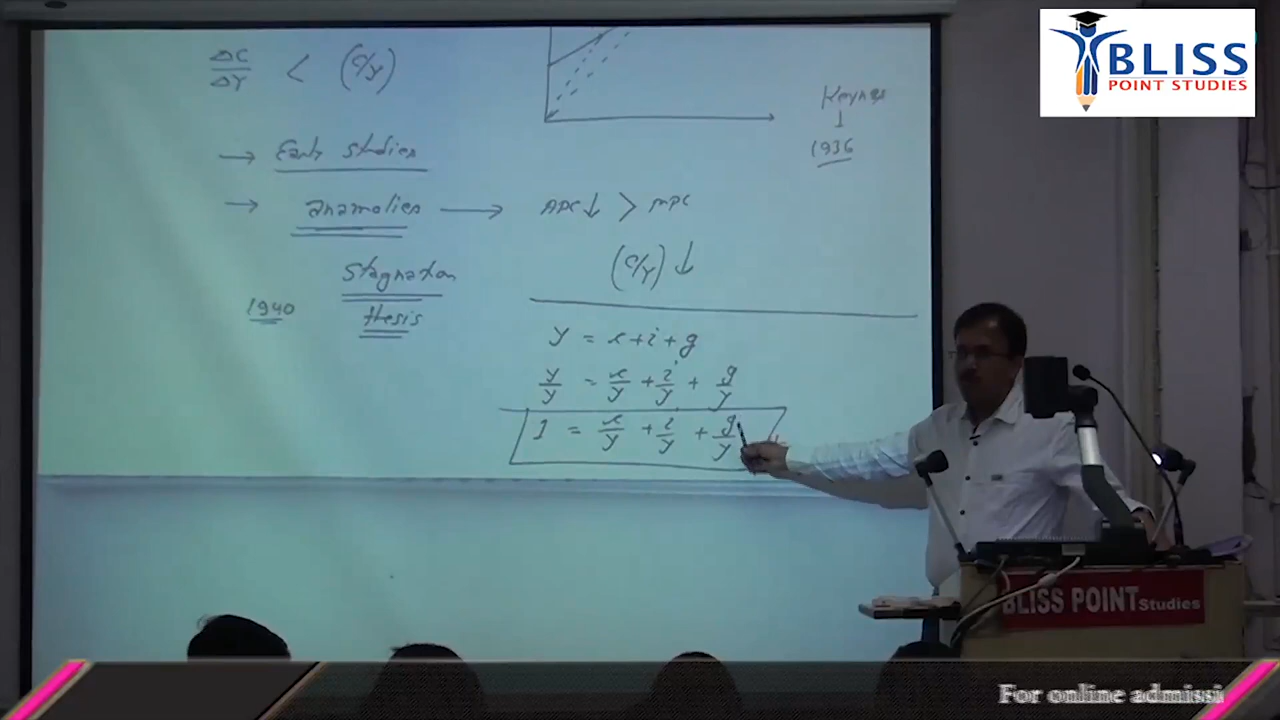 BLISS
POINT STUDIES
ΔC/ΔY < (C/Y)
Keynes
↓
1936
→ Early studies
→ anamolies → APC↓ > MPC
(C/Y)↓
Stagnation
thesis
1940
y = c+i+g
y/y = c/y + i/y + g/y
1 = c/y + i/y + g/y
BLISS POINT Studies
For online admissi